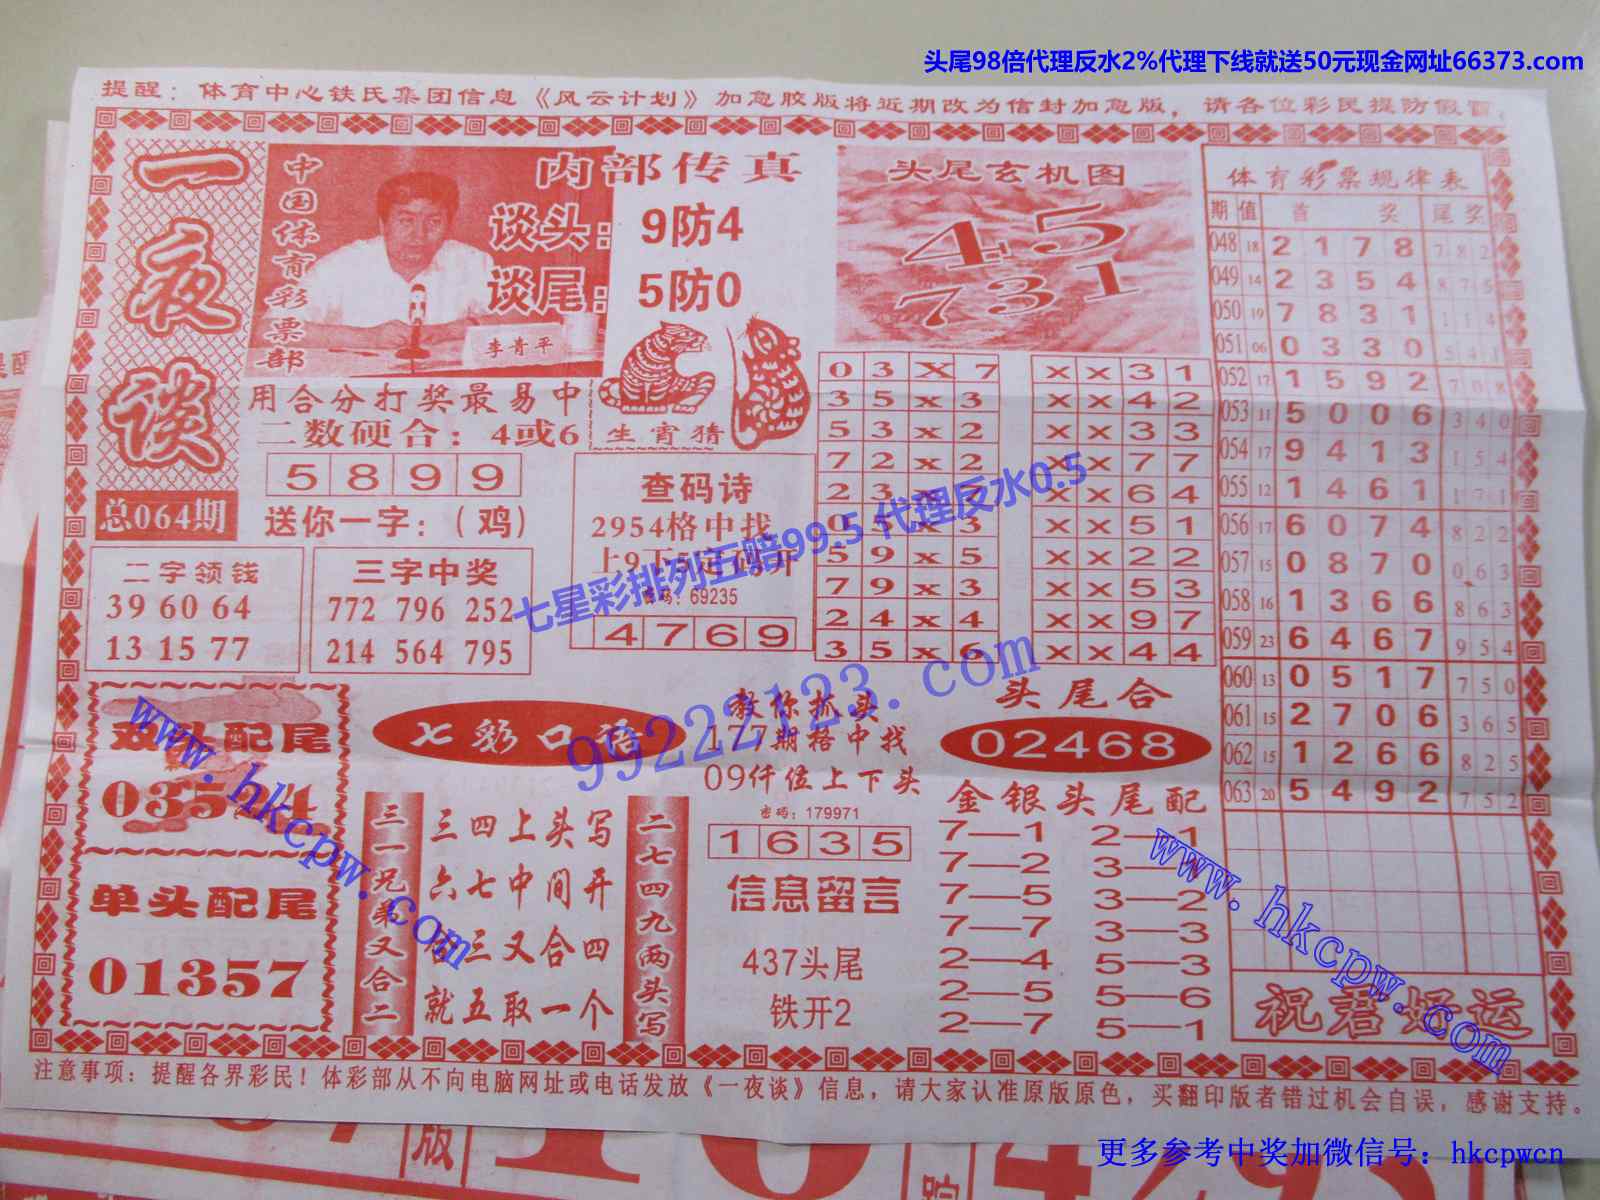 头尾98倍代理反水2%代理下线就送50元现金网址66373.com
提醒：体育中心铁氏集团信息《风云计划》加急胶版将近期改为信封加急版，请各位彩民提防假冒，
一夜谈
总064期
中国体育彩票部
李青平
内部传真
谈头：9防4
谈尾：5防0
用合分打奖最易中
二数硬合：4或6
5 8 9 9
送你一字：（鸡）
生宵猜
头尾玄机图
45
731
二字领钱
39 60 64
13 15 77
三字中奖
772 796 252
214 564 795
查码诗
2954格中找
上9下5定码开
密码：69235
4 7 6 9
0 3 X 7 X X 3 1
3 5 X 3 X X 4 2
5 3 X 2 X X 3 3
7 2 X 2 X X 7 7
2 3 X 7 X X 6 4
0 5 X 3 X X 5 1
5 9 X 5 X X 2 2
7 9 X 3 X X 5 3
2 4 X 4 X X 9 7
3 5 X 6 X X 4 4
体育彩票规律表
期 值 首 奖 尾 奖
048 18 2 1 7 8 7 8 2
049 14 2 3 5 4 8 7 5
050 19 7 8 3 1 1 1 4
051 06 0 3 3 0 5 4 1
052 17 1 5 9 2 7 0 8
053 11 5 0 0 6 3 4 0
054 17 9 4 1 3 1 5 4
055 12 1 4 6 1 1 7 1
056 17 6 0 7 4 8 2 2
057 15 0 8 7 0 0 6 3
058 16 1 3 6 6 8 6 3
059 23 6 4 6 7 9 5 4
060 13 0 5 1 7 7 5 0
061 15 2 7 0 6 3 6 5
062 15 1 2 6 6 8 2 5
063 20 5 4 9 2 7 5 2
祝君好运
双头配尾
单头配尾
01357
七彩口语
三一兄弟又合二
三四上头写
六七中间开
三又合四
就五取一个
二七四九两头写
教你抓头
期格中找
09仟位上下头
密码：179971
1 6 3 5
信息留言
437头尾
铁开2
头尾合
02468
金银头尾配
7—1 2—1
7—2 3—1
7—5 3—2
7—7 3—3
2—4 5—3
2—5 5—6
2—7 5—1
注意事项：提醒各界彩民！体彩部从不向电脑网址或电话发放《一夜谈》信息，请大家认准原版原色，买翻印版者错过机会自误，感谢支持。
七星彩排列五赔99.5 代理反水0.5
99222123.com
www.hkcpw.com
www.hkcpw.com
版
更多参考中奖加微信号：hkcpwcn